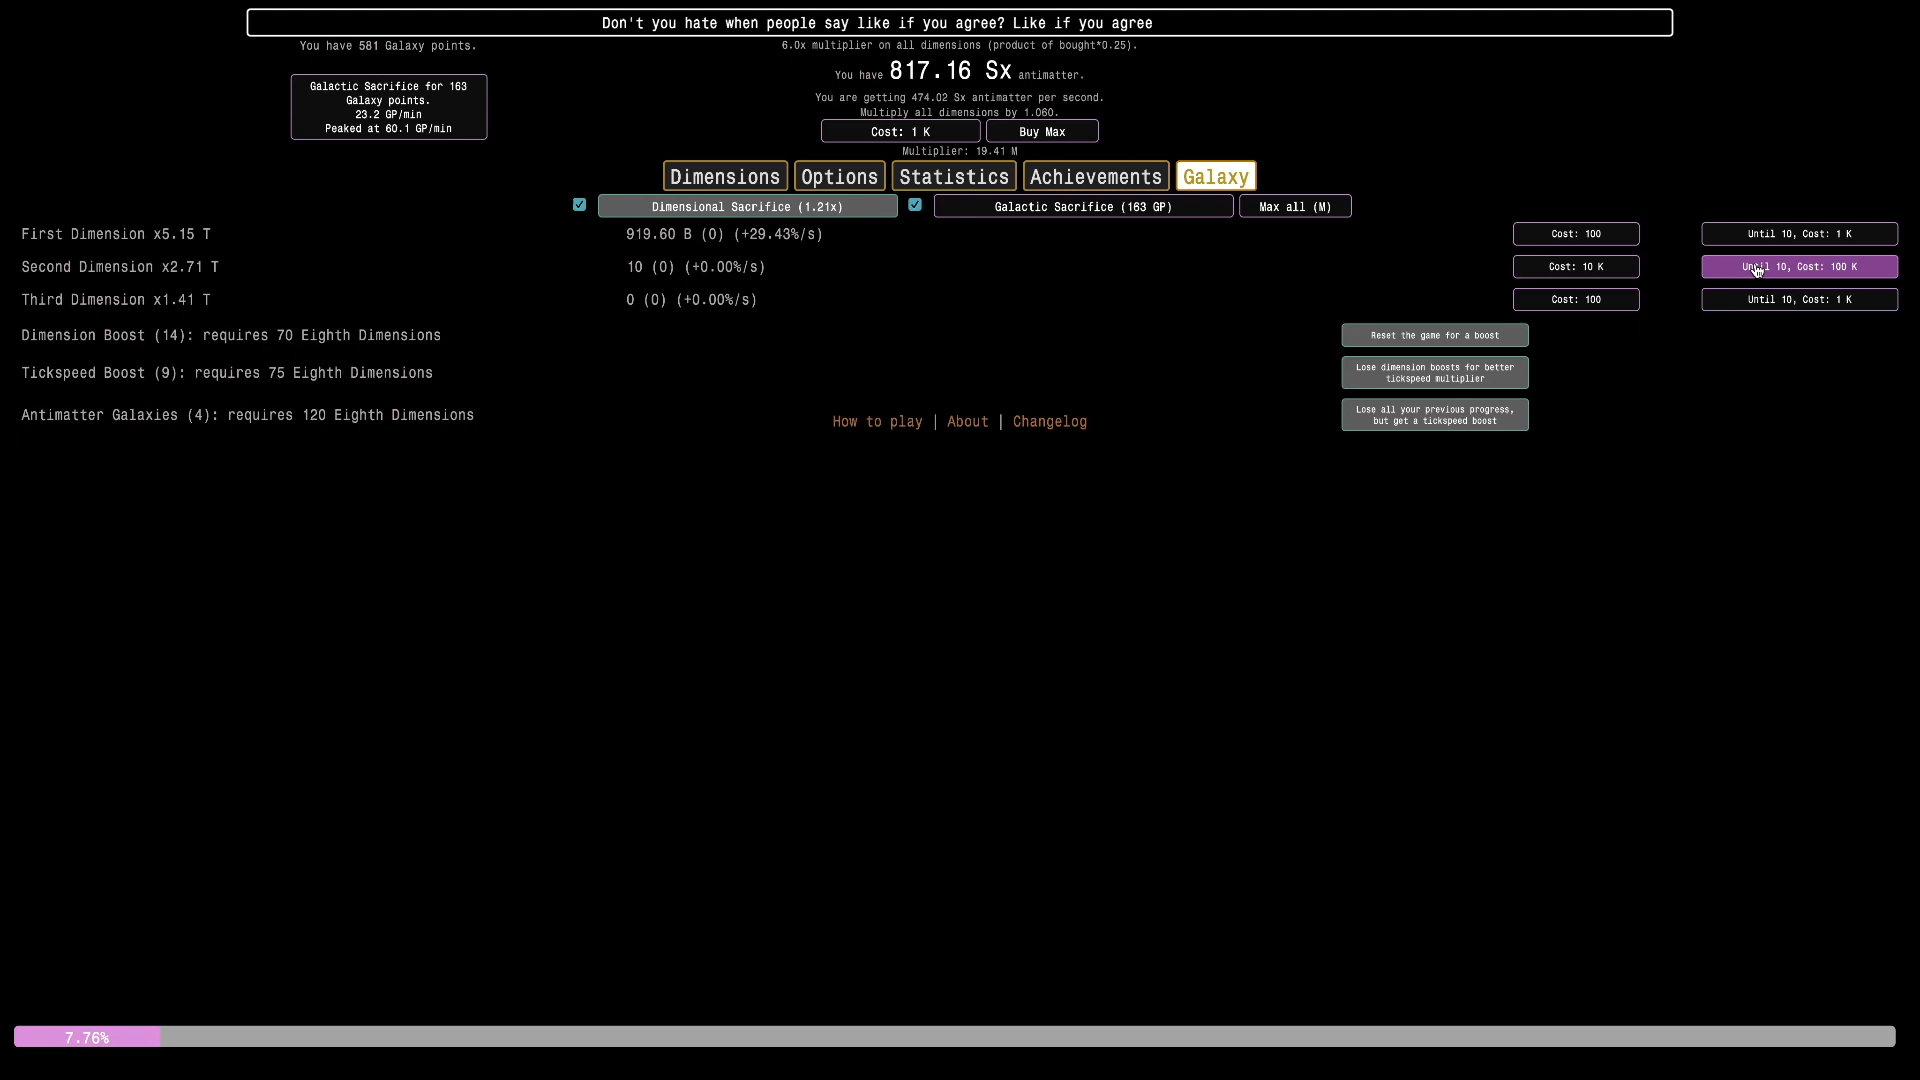 Don't you hate when people say like if you agree? Like if you agree
You have 581 Galaxy points.
6.0x multiplier on all dimensions (product of bought*0.25).
Galactic Sacrifice for 163
Galaxy points.
23.2 GP/min
Peaked at 60.1 GP/min
You have 817.16 Sx antimatter.
You are getting 474.02 Sx antimatter per second.
Multiply all dimensions by 1.060.
Cost: 1 K
Buy Max
Multiplier: 19.41 M
Dimensions
Options
Statistics
Achievements
Galaxy
Dimensional Sacrifice (1.21x)
Galactic Sacrifice (163 GP)
Max all (M)
First Dimension x5.15 T
919.60 B (0) (+29.43%/s)
Cost: 100
Until 10, Cost: 1 K
Second Dimension x2.71 T
10 (0) (+0.00%/s)
Cost: 10 K
Until 10, Cost: 100 K
Third Dimension x1.41 T
0 (0) (+0.00%/s)
Cost: 100
Until 10, Cost: 1 K
Dimension Boost (14): requires 70 Eighth Dimensions
Reset the game for a boost
Tickspeed Boost (9): requires 75 Eighth Dimensions
Lose dimension boosts for better
tickspeed multiplier
Antimatter Galaxies (4): requires 120 Eighth Dimensions
Lose all your previous progress,
but get a tickspeed boost
How to play | About | Changelog
7.76%